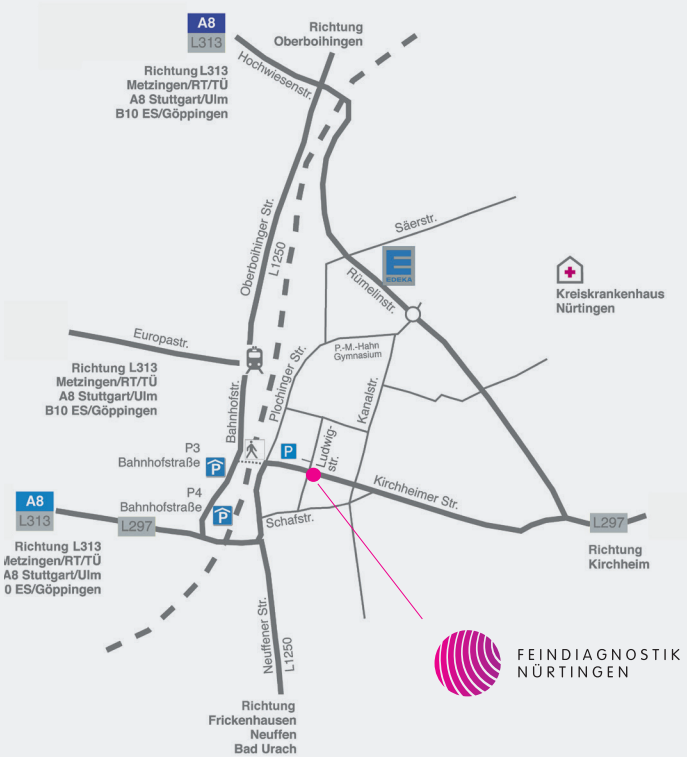 A8
L313
Richtung
Oberboihingen
Hochwiesenstr.
Richtung L313
Metzingen/RT/TÜ
A8 Stuttgart/Ulm
B10 ES/Göppingen
Oberboihinger Str.
L1250
Säerstr.
E
EDEKA
Rümelinstr.
Kreiskrankenhaus
Nürtingen
Europastr.
P.-M.-Hahn
Gymnasium
Richtung L313
Metzingen/RT/TÜ
A8 Stuttgart/Ulm
B10 ES/Göppingen
Bahnhofstr.
Plochinger Str.
Kanalstr.
Ludwig-
str.
P3
Bahnhofstraße
P
P
P4
Bahnhofstraße
P
Kirchheimer Str.
A8
L313
L297
Schafstr.
L297
Richtung L313
Metzingen/RT/TÜ
A8 Stuttgart/Ulm
0 ES/Göppingen
Richtung
Kirchheim
Neuffener Str.
L1250
FEINDIAGNOSTIK
NÜRTINGEN
Richtung
Frickenhausen
Neuffen
Bad Urach